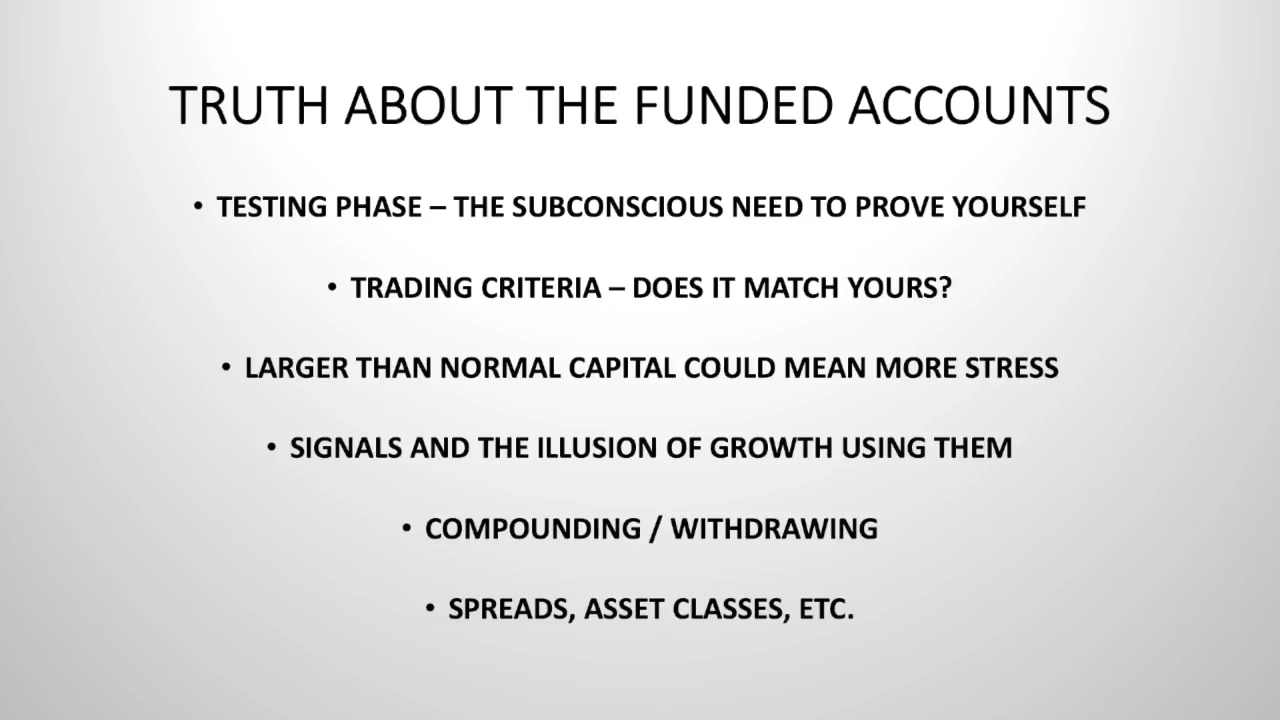 TRUTH ABOUT THE FUNDED ACCOUNTS
• TESTING PHASE – THE SUBCONSCIOUS NEED TO PROVE YOURSELF
• TRADING CRITERIA – DOES IT MATCH YOURS?
• LARGER THAN NORMAL CAPITAL COULD MEAN MORE STRESS
• SIGNALS AND THE ILLUSION OF GROWTH USING THEM
• COMPOUNDING / WITHDRAWING
• SPREADS, ASSET CLASSES, ETC.